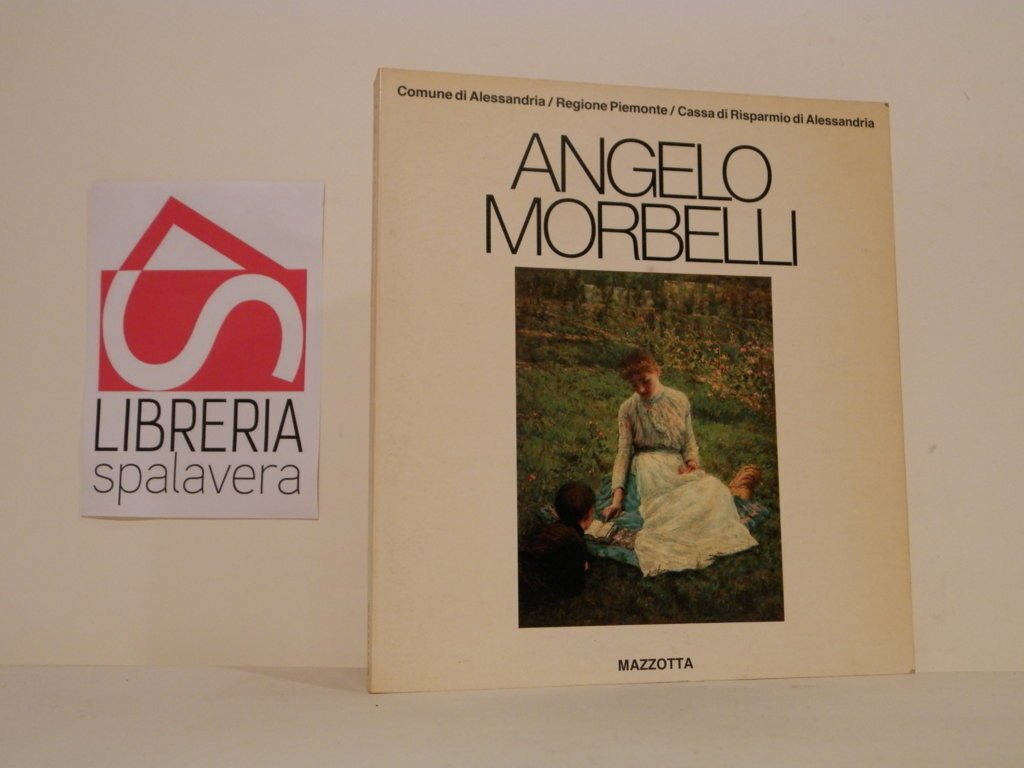 LIBRERIA
spalavera
Comune di Alessandria / Regione Piemonte / Cassa di Risparmio di Alessandria
ANGELO
MORBELLI
MAZZOTTA